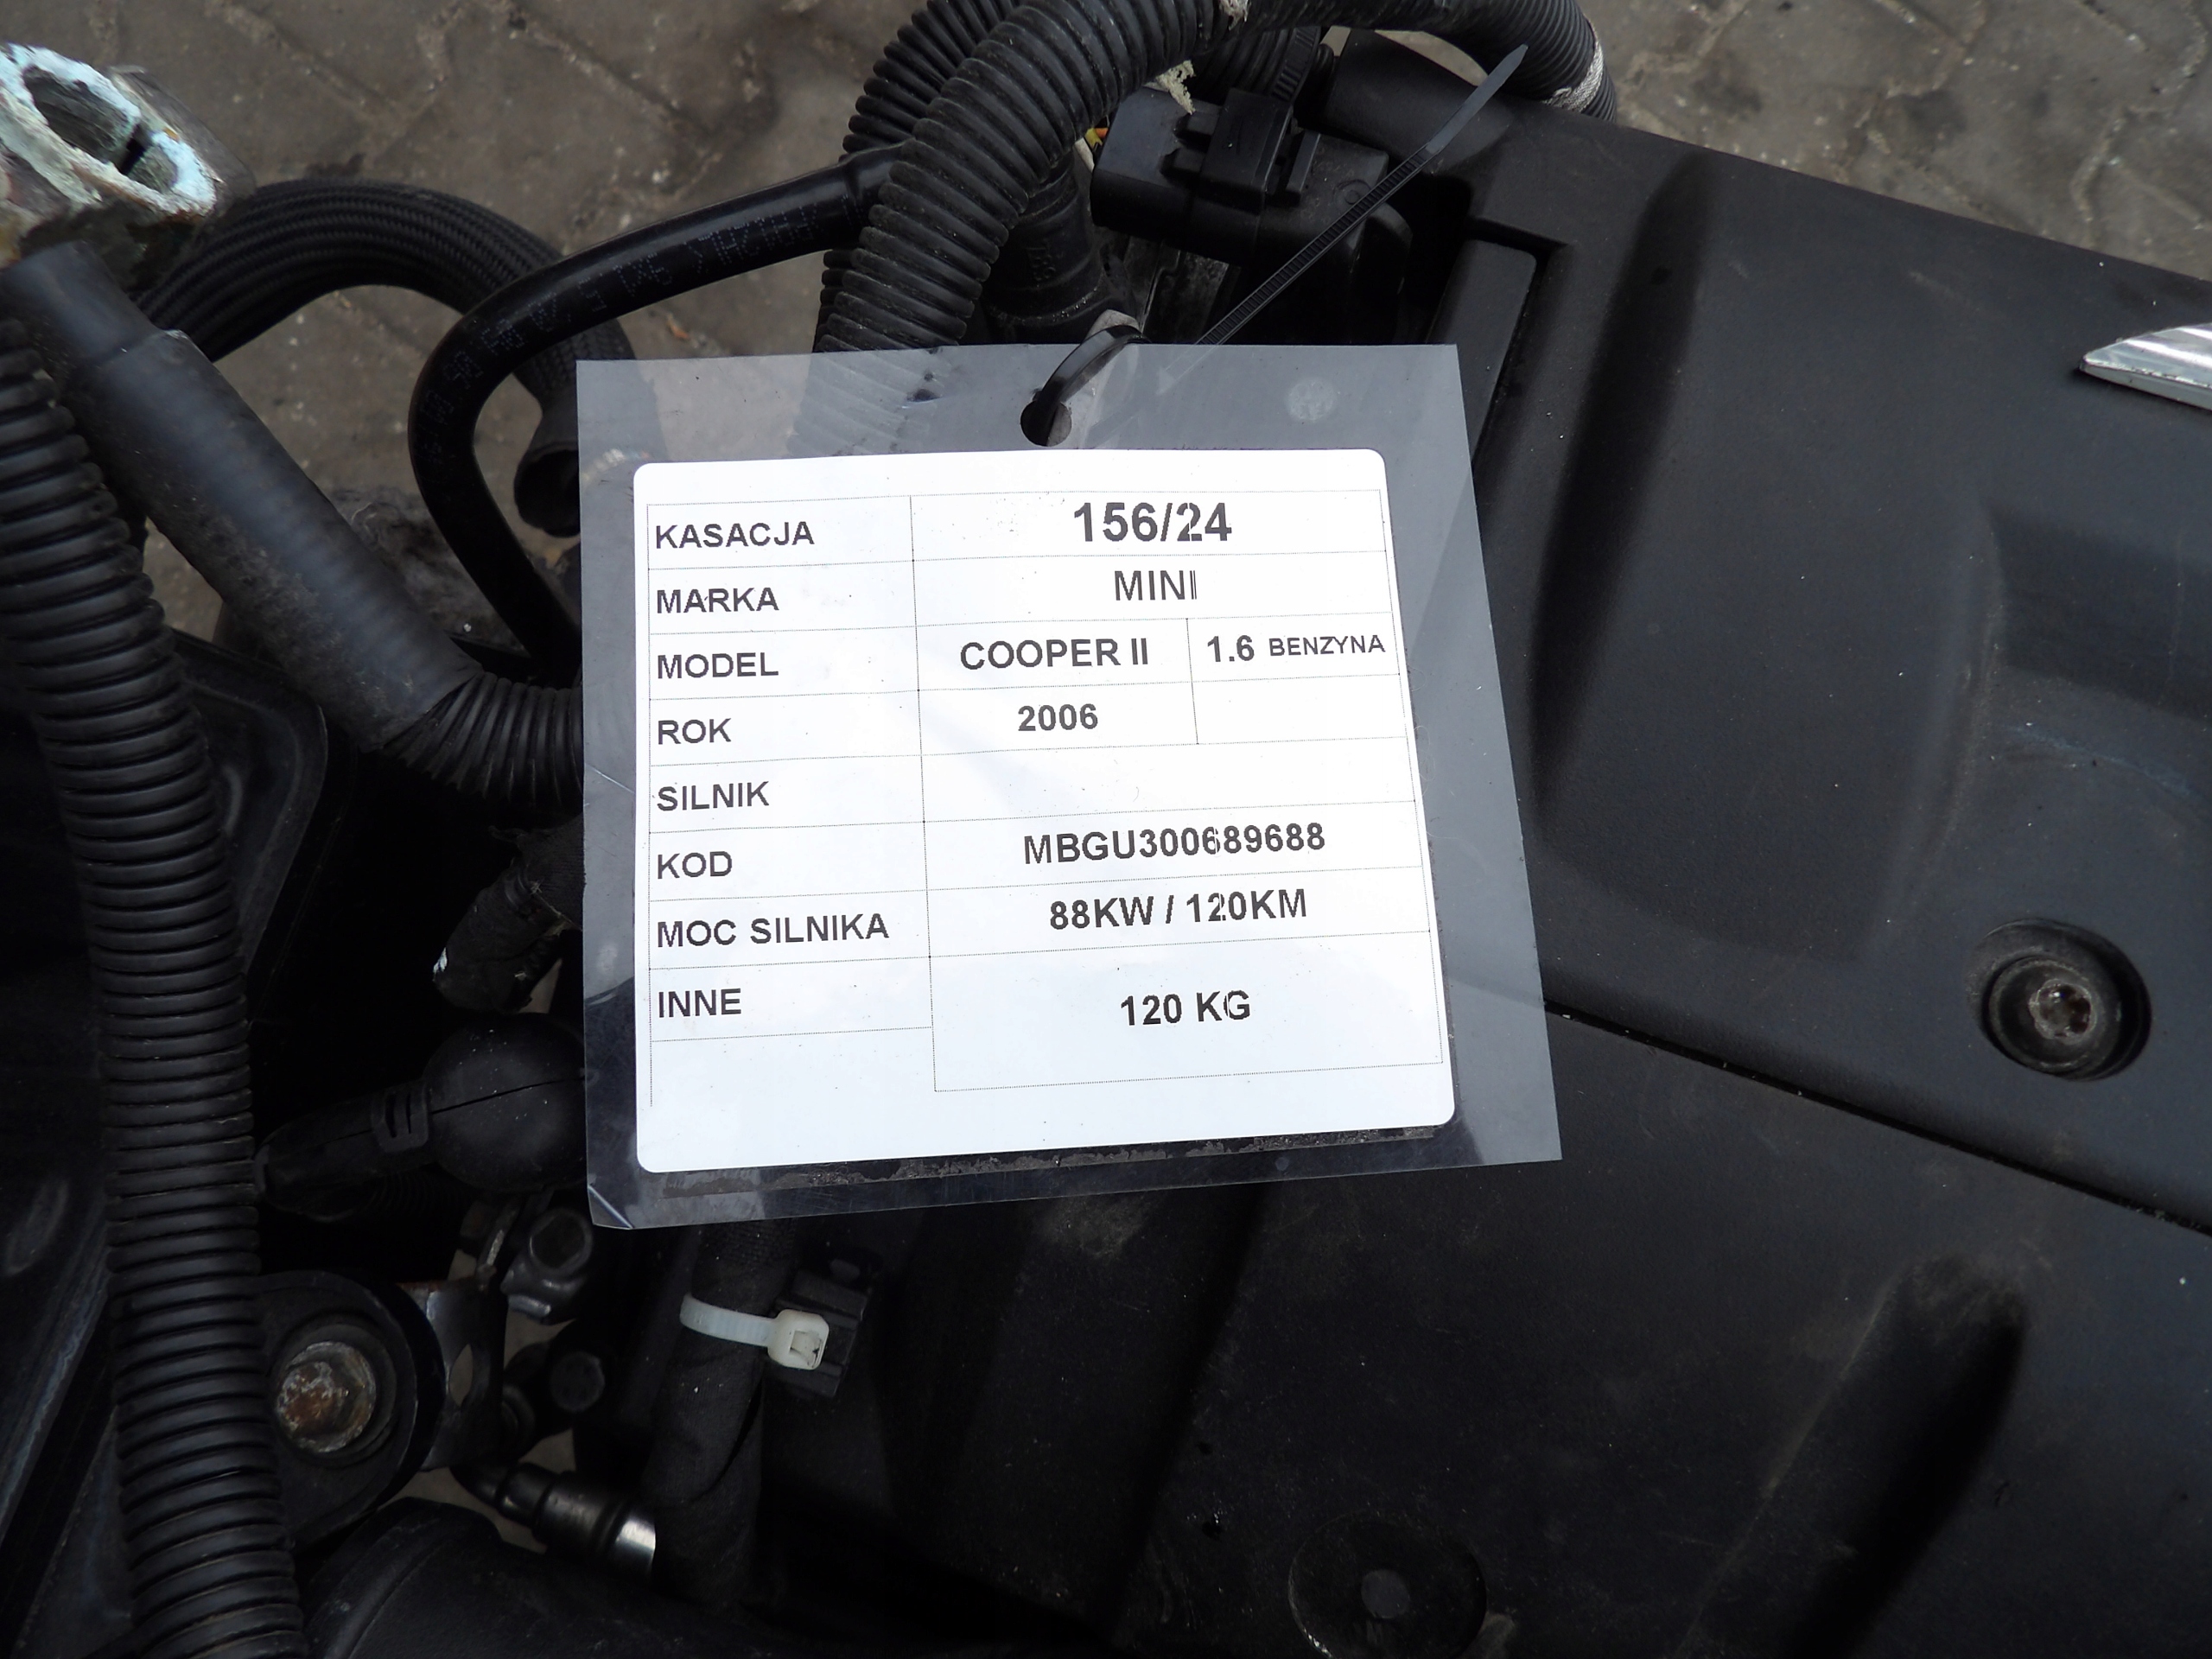 KASACJA 156/24
MARKA MINI
MODEL COOPER II 1.6 BENZYNA
ROK 2006
SILNIK
KOD MBGU300689688
MOC SILNIKA 88KW / 120KM
INNE 120 KG